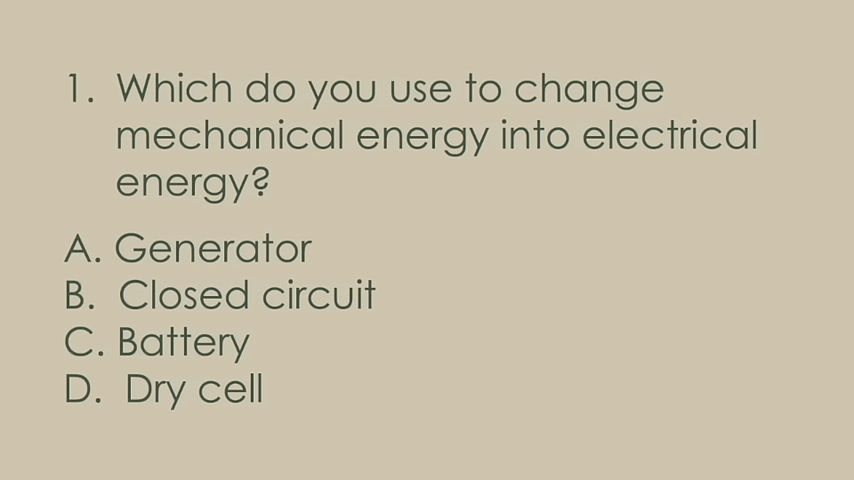 1. Which do you use to change
mechanical energy into electrical
energy?
A. Generator
B. Closed circuit
C. Battery
D. Dry cell